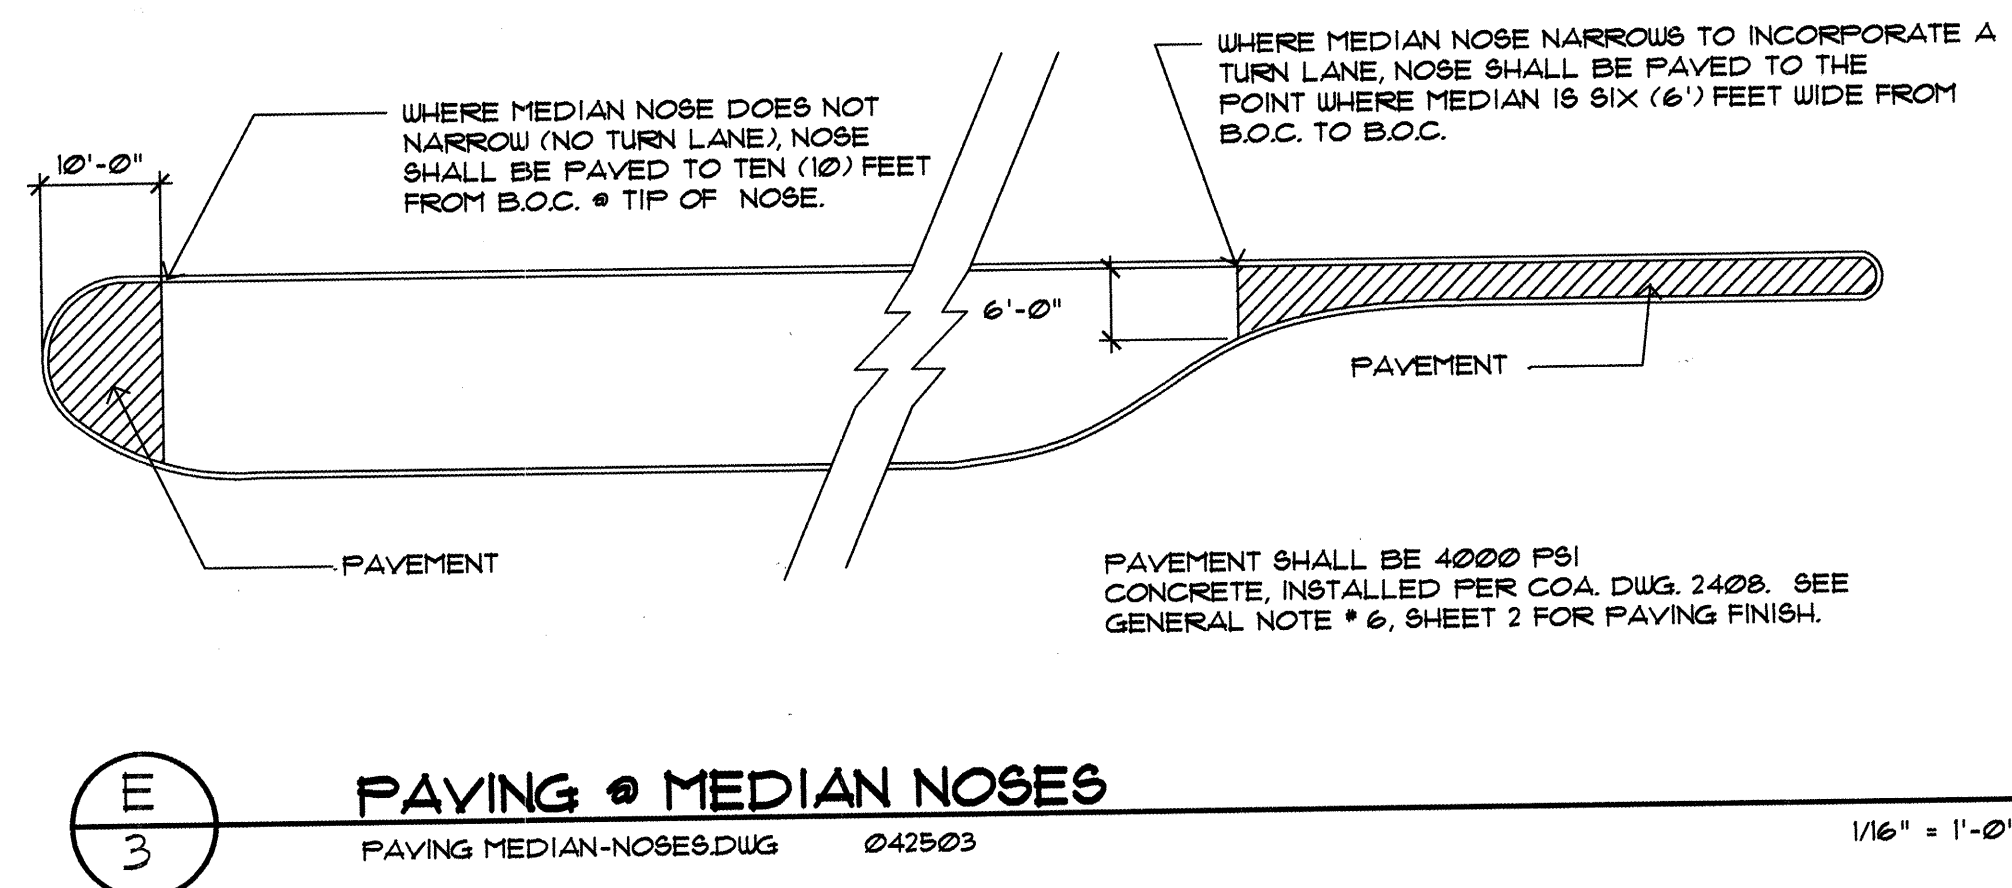 WHERE MEDIAN NOSE NARROWS TO INCORPORATE A
TURN LANE, NOSE SHALL BE PAVED TO THE
POINT WHERE MEDIAN IS SIX (6') FEET WIDE FROM
B.O.C. TO B.O.C.
WHERE MEDIAN NOSE DOES NOT
NARROW (NO TURN LANE), NOSE
SHALL BE PAVED TO TEN (10) FEET
FROM B.O.C. @ TIP OF NOSE.
10'-0"
6'-0"
PAVEMENT
PAVEMENT
PAVEMENT SHALL BE 4000 PSI
CONCRETE, INSTALLED PER COA. DWG. 2408. SEE
GENERAL NOTE # 6, SHEET 2 FOR PAVING FINISH.
E
3
PAVING @ MEDIAN NOSES
PAVING MEDIAN-NOSES.DWG 042503
1/16" = 1'-0"